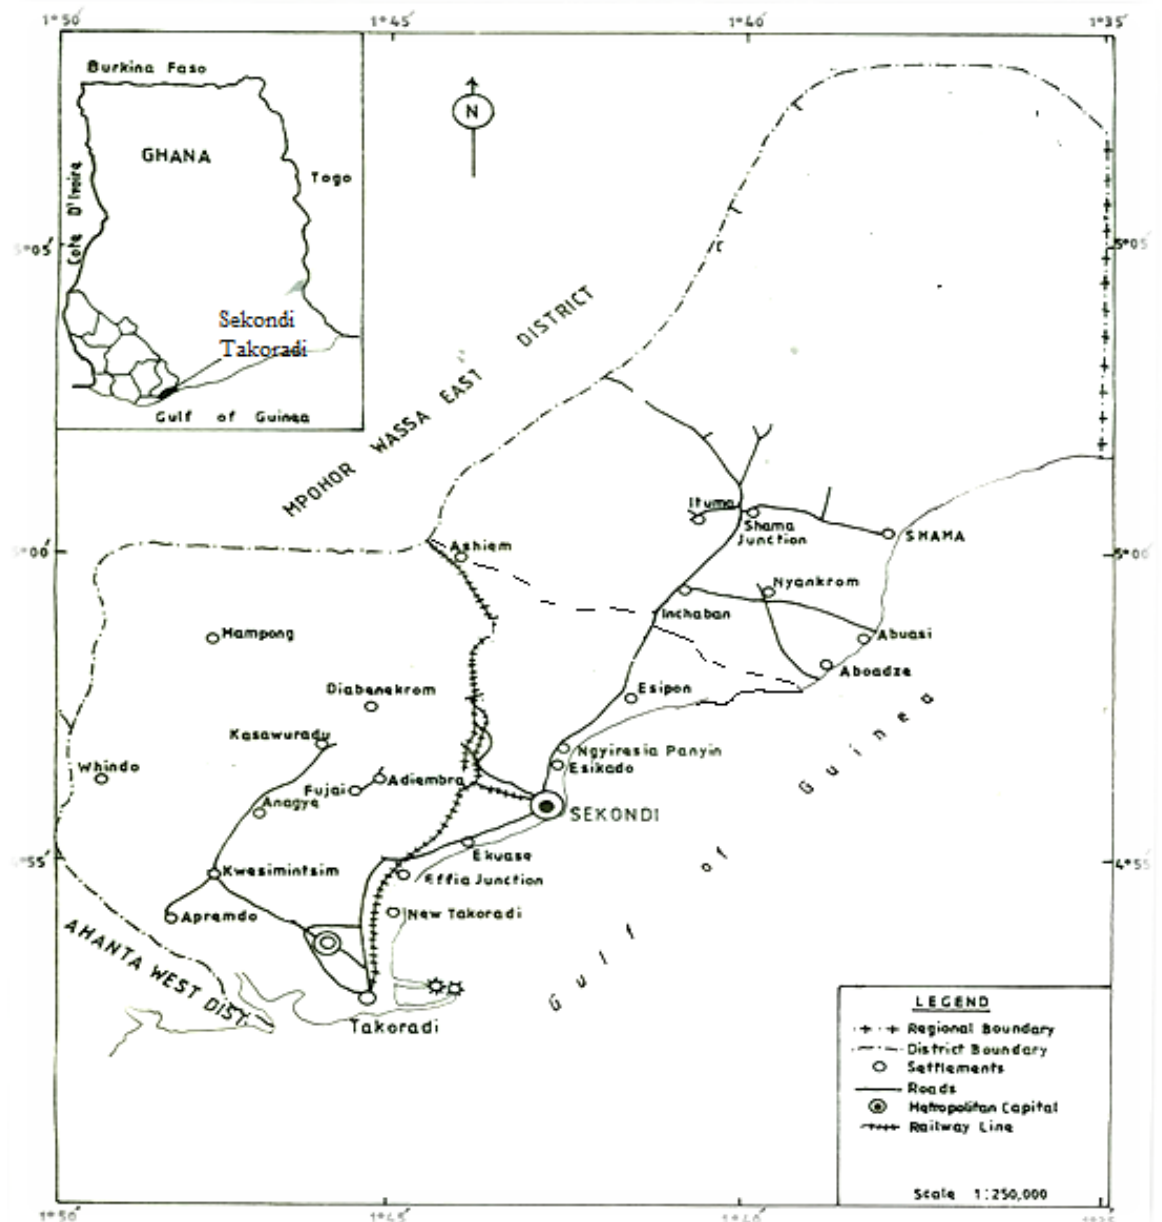 1°50′ 1°45′ 1°40′ 1°35′
Burkina Faso
GHANA
Togo
Cote D'Ivoire
Sekondi
Takoradi
Gulf of Guinea
N
5°05′
5°05′
MPOHOR WASSA EAST DISTRICT
Ituma
Shama
Junction
SHAMA
5°00′
5°00′
Ashiem
Nyankrom
Inchaban
Mampong
Abuasi
Aboadze
Diabenekrom
Esipon
Kasawuradu
Ngyiresia Panyin
Whindo
Esikado
Fujai
Adiembra
Anagye
SEKONDI
Gulf of Guinea
Ekuase
4°55′
Kwesimintsim
Effia Junction
Apremdo
New Takoradi
AHANTA WEST DIST.
Takoradi
LEGEND
Regional Boundary
District Boundary
Settlements
Roads
Metropolitan Capital
Railway Line
Scale 1:250,000
1°50′ 1°45′ 1°40′